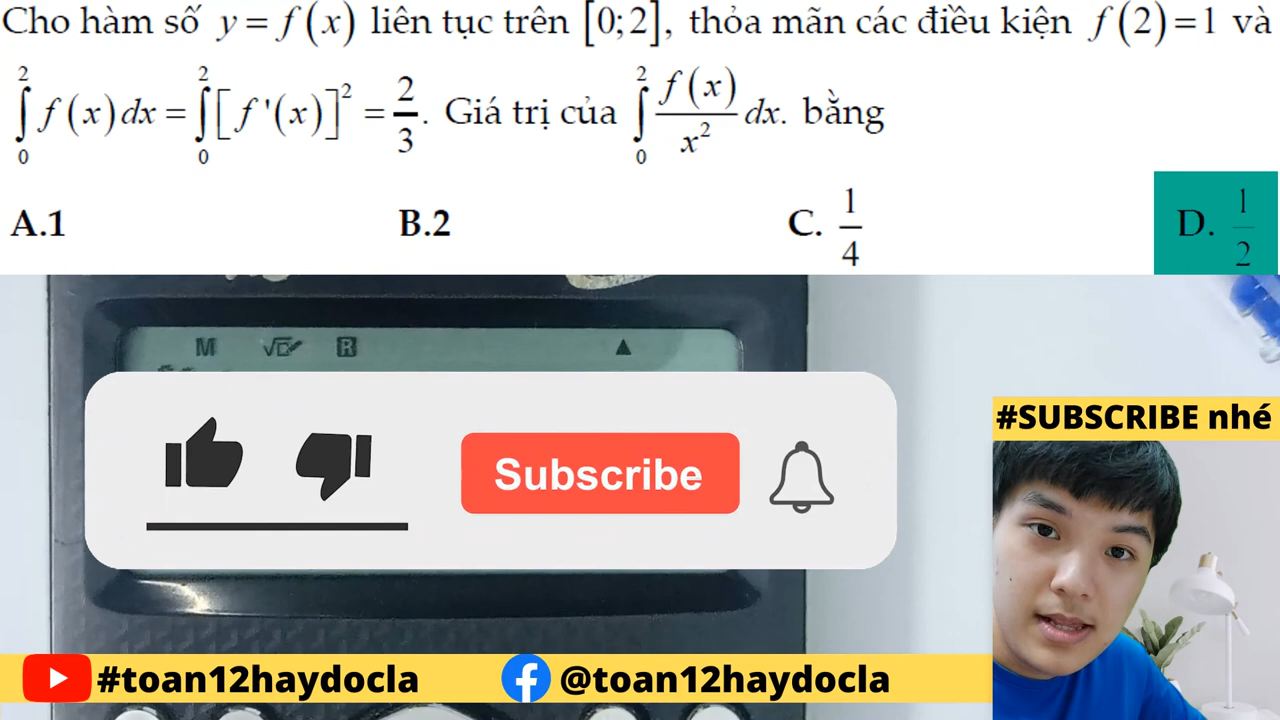 Cho hàm số y = f(x) liên tục trên [0;2], thỏa mãn các điều kiện f(2)=1 và
∫₀² f(x)dx = ∫₀² [f'(x)]² = 2/3. Giá trị của ∫₀² f(x)/x² dx. bằng
A.1 B.2 C. 1/4 D. 1/2
M √□ R ▲
Subscribe
#SUBSCRIBE nhé
#toan12haydocla @toan12haydocla